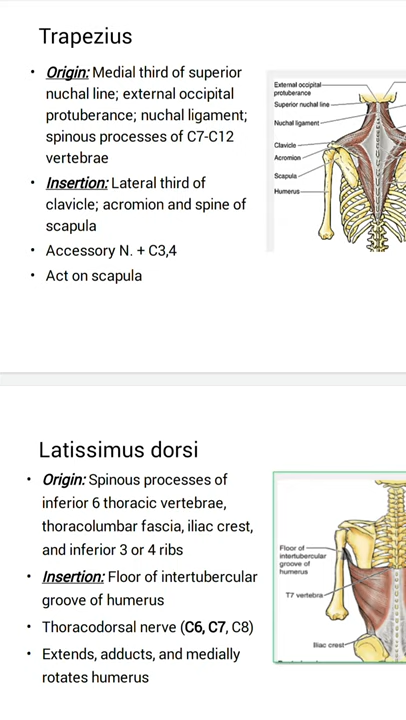 Trapezius
• Origin: Medial third of superior
nuchal line; external occipital
protuberance; nuchal ligament;
spinous processes of C7-C12
vertebrae
• Insertion: Lateral third of
clavicle; acromion and spine of
scapula
• Accessory N. + C3,4
• Act on scapula
External occipital
protuberance
Superior nuchal line
Nuchal ligament
Clavicle
Acromion
Scapula
Humerus
Latissimus dorsi
• Origin: Spinous processes of
inferior 6 thoracic vertebrae,
thoracolumbar fascia, iliac crest,
and inferior 3 or 4 ribs
• Insertion: Floor of intertubercular
groove of humerus
• Thoracodorsal nerve (C6, C7, C8)
• Extends, adducts, and medially
rotates humerus
Floor of
intertubercular
groove of
humerus
T7 vertebra
Iliac crest